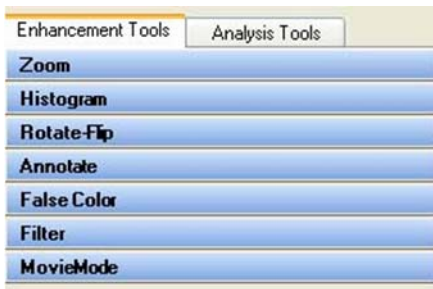 Enhancement Tools Analysis Tools
Zoom
Histogram
Rotate-Flip
Annotate
False Color
Filter
MovieMode